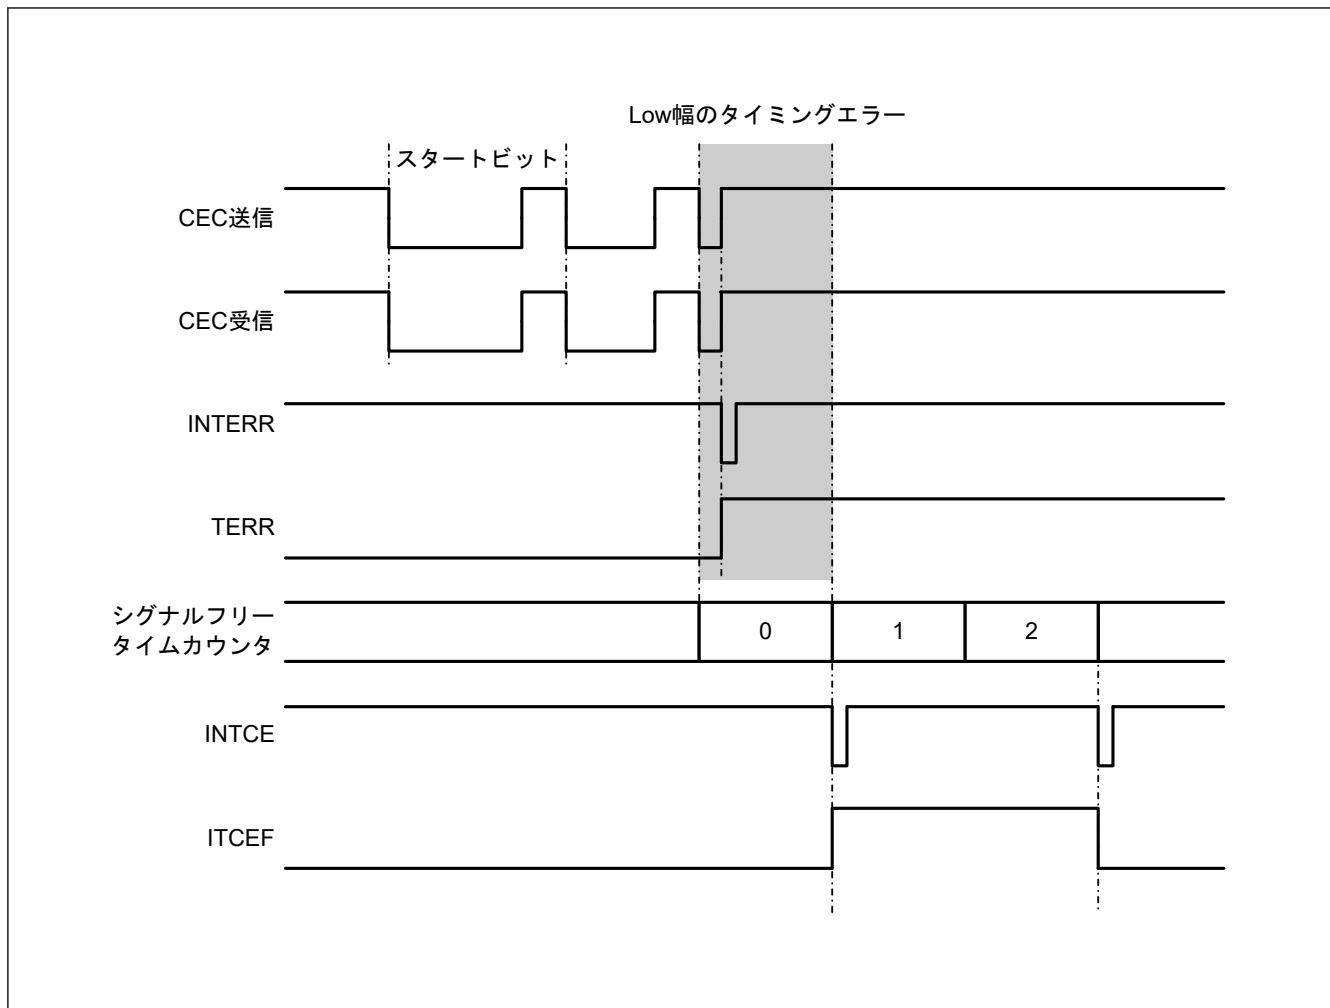 Low幅のタイミングエラー
スタートビット
CEC送信
CEC受信
INTERR
TERR
シグナルフリー
タイムカウンタ
0
1
2
INTCE
ITCEF